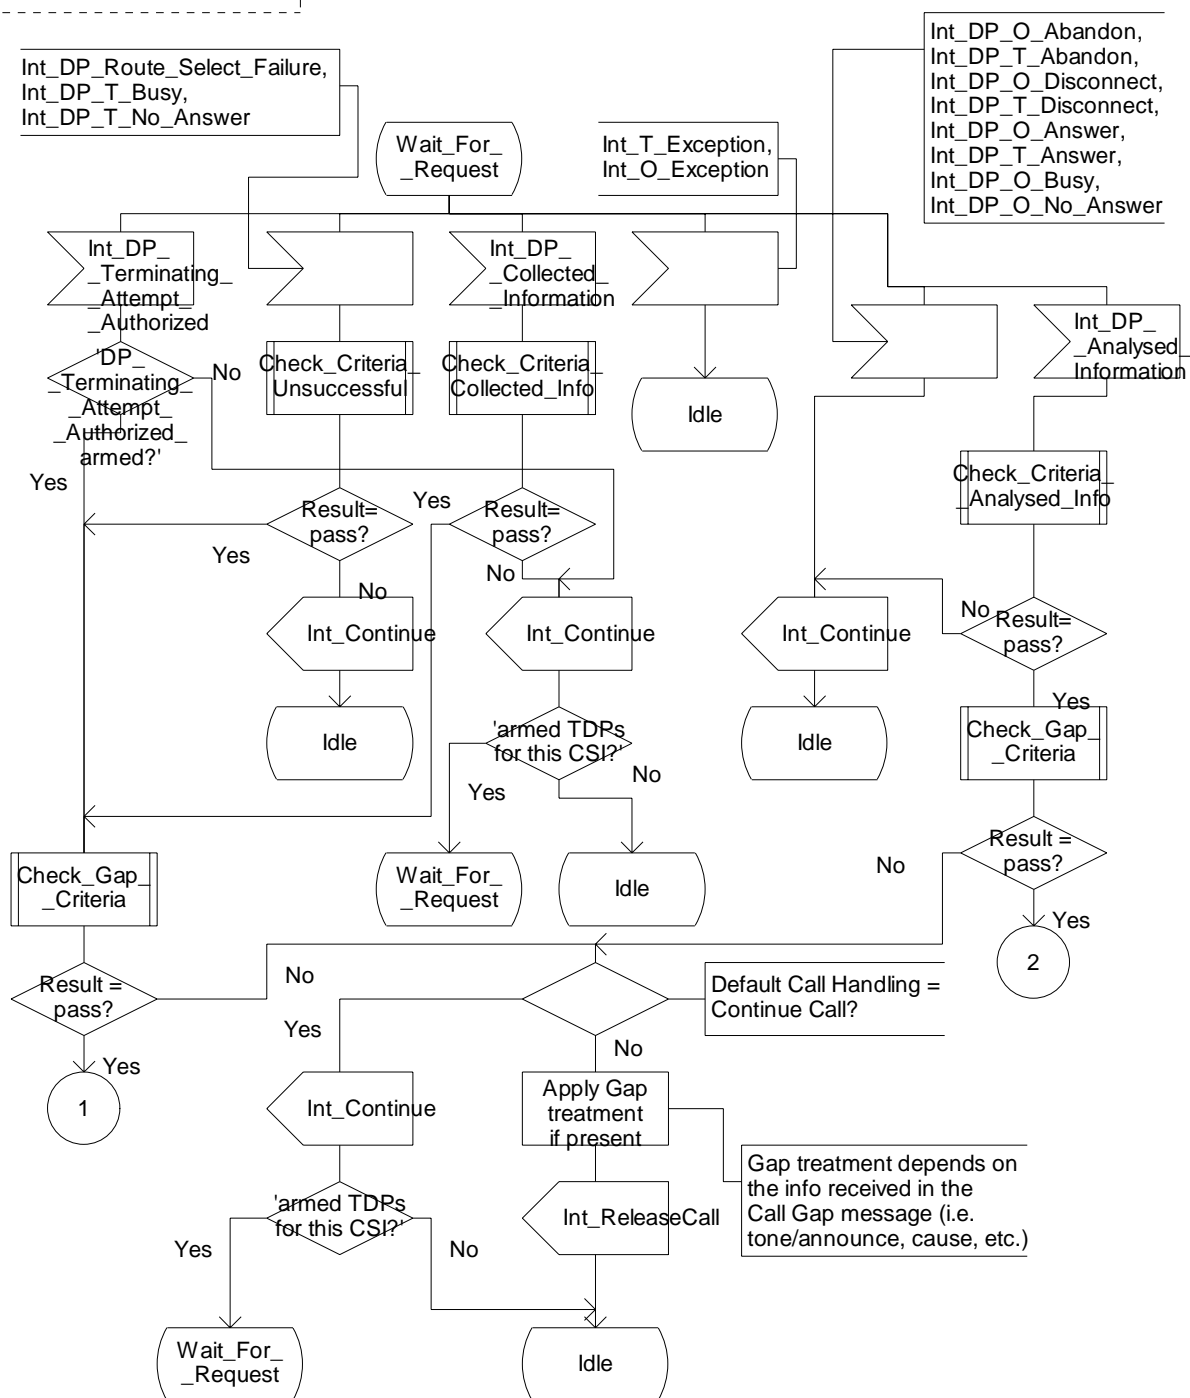 Int_DP_Route_Select_Failure,
Int_DP_T_Busy,
Int_DP_T_No_Answer
Wait_For_
_Request
Int_T_Exception,
Int_O_Exception
Int_DP_O_Abandon,
Int_DP_T_Abandon,
Int_DP_O_Disconnect,
Int_DP_T_Disconnect,
Int_DP_O_Answer,
Int_DP_T_Answer,
Int_DP_O_Busy,
Int_DP_O_No_Answer
Int_DP_
_Terminating_
_Attempt_
_Authorized
Int_DP_
_Collected_
_Information
Int_DP_
_Analysed_
Information
'DP_
_Terminating_
_Attempt_
_Authorized_
armed?'
No
Yes
Check_Criteria_
Unsuccessful
Check_Criteria_
Collected_Info
Idle
Check_Criteria_
_Analysed_Info
Result=
pass?
Yes
No
Yes
Result=
pass?
No
Int_Continue
Int_Continue
Int_Continue
No
Result=
pass?
Yes
Idle
'armed TDPs
for this CSI?'
Yes
No
Idle
Check_Gap_
_Criteria
Check_Gap_
_Criteria
Wait_For_
_Request
Idle
No
Result =
pass?
Yes
2
Result =
pass?
No
Yes
1
Yes
No
Default Call Handling =
Continue Call?
Int_Continue
Apply Gap
treatment
if present
Gap treatment depends on
the info received in the
Call Gap message (i.e.
tone/announce, cause, etc.)
'armed TDPs
for this CSI?'
Yes
No
Int_ReleaseCall
Wait_For_
_Request
Idle